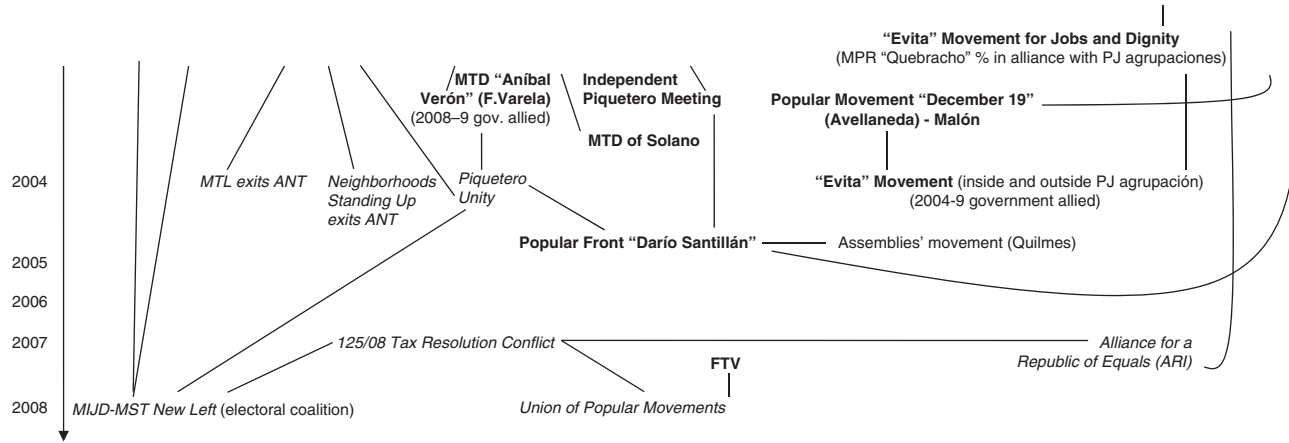 “Evita” Movement for Jobs and Dignity
(MPR “Quebracho” % in alliance with PJ agrupaciones)
MTD “Aníbal
Verón” (F.Varela)
(2008–9 gov. allied)
Independent
Piquetero Meeting
Popular Movement “December 19”
(Avellaneda) - Malón
MTD of Solano
2004
MTL exits ANT
Neighborhoods
Standing Up
exits ANT
Piquetero
Unity
“Evita” Movement (inside and outside PJ agrupación)
(2004-9 government allied)
Popular Front “Darío Santillán”
Assemblies’ movement (Quilmes)
2005
2006
2007
125/08 Tax Resolution Conflict
Alliance for a
Republic of Equals (ARI)
FTV
2008
MIJD-MST New Left (electoral coalition)
Union of Popular Movements